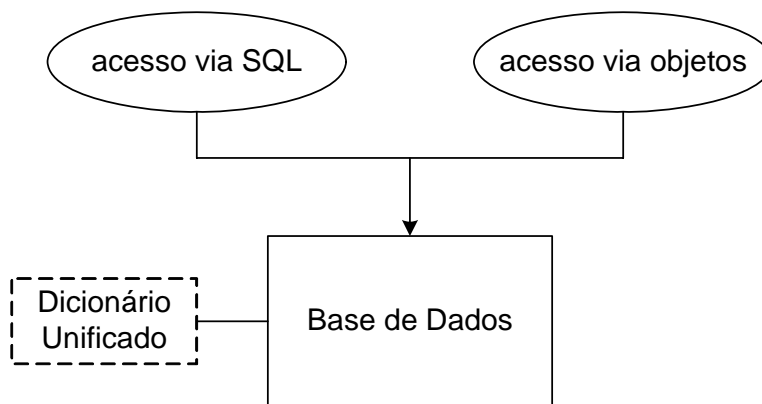 acesso via SQL
acesso via objetos
Dicionário
Unificado
Base de Dados